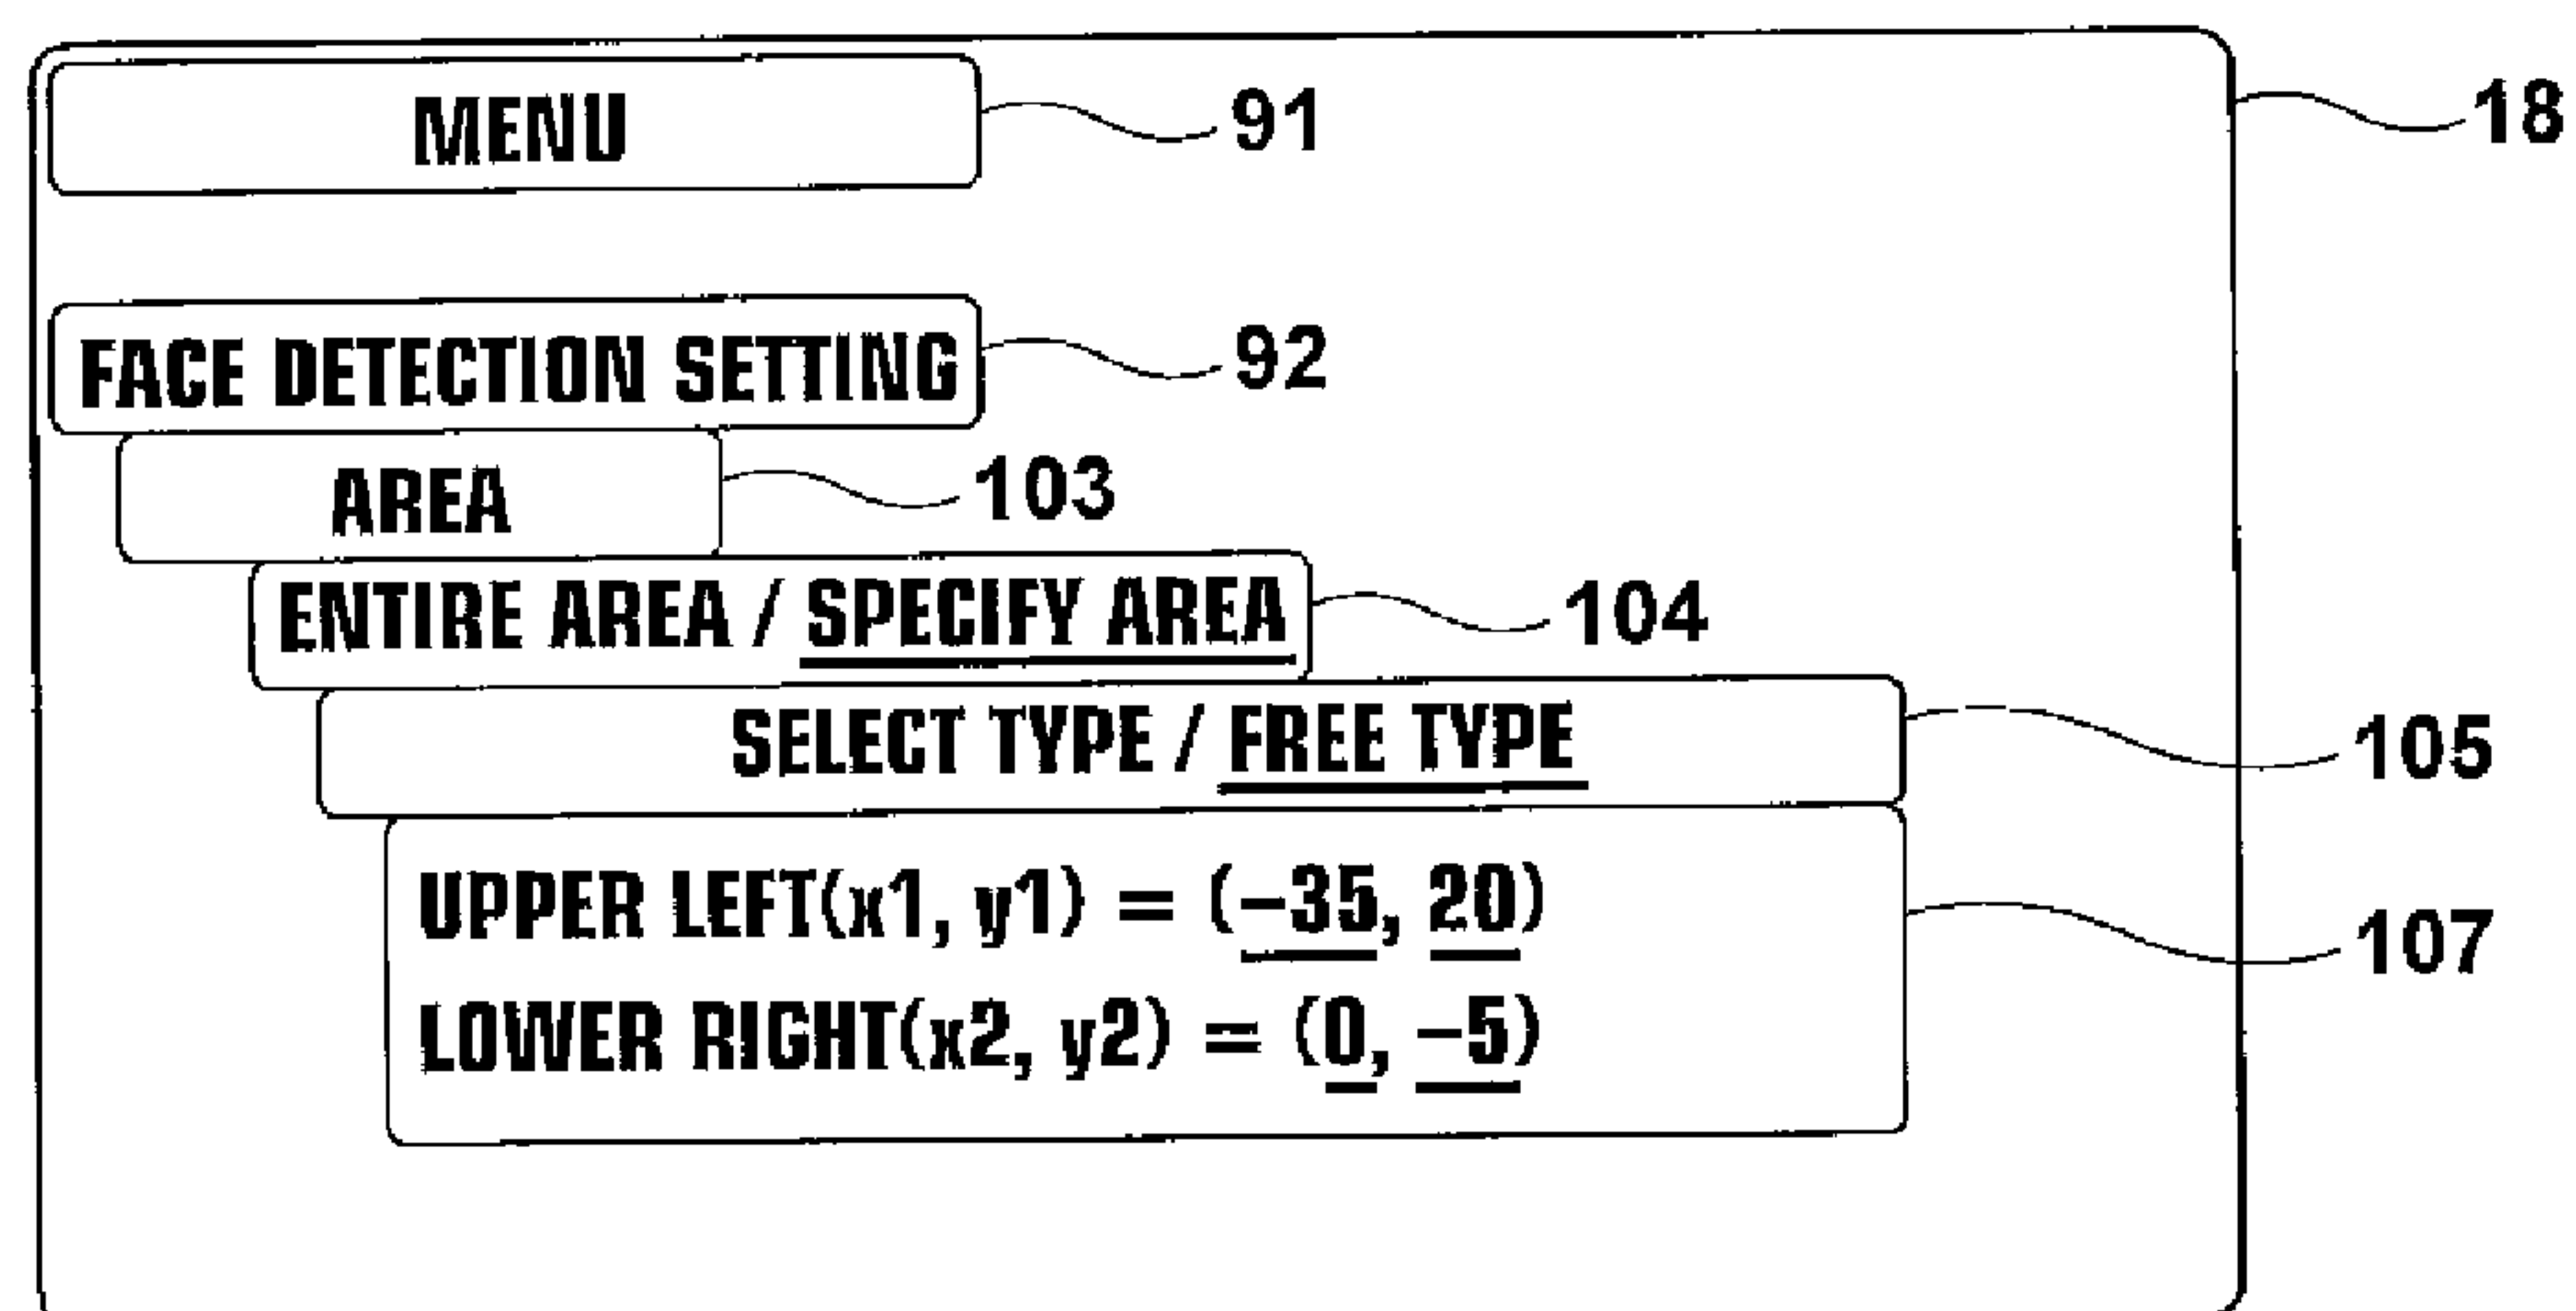 MENU 91 18
FACE DETECTION SETTING 92
AREA 103
ENTIRE AREA / SPECIFY AREA 104
SELECT TYPE / FREE TYPE 105
UPPER LEFT(x1, y1) = (-35, 20) 107
LOWER RIGHT(x2, y2) = (0, -5)